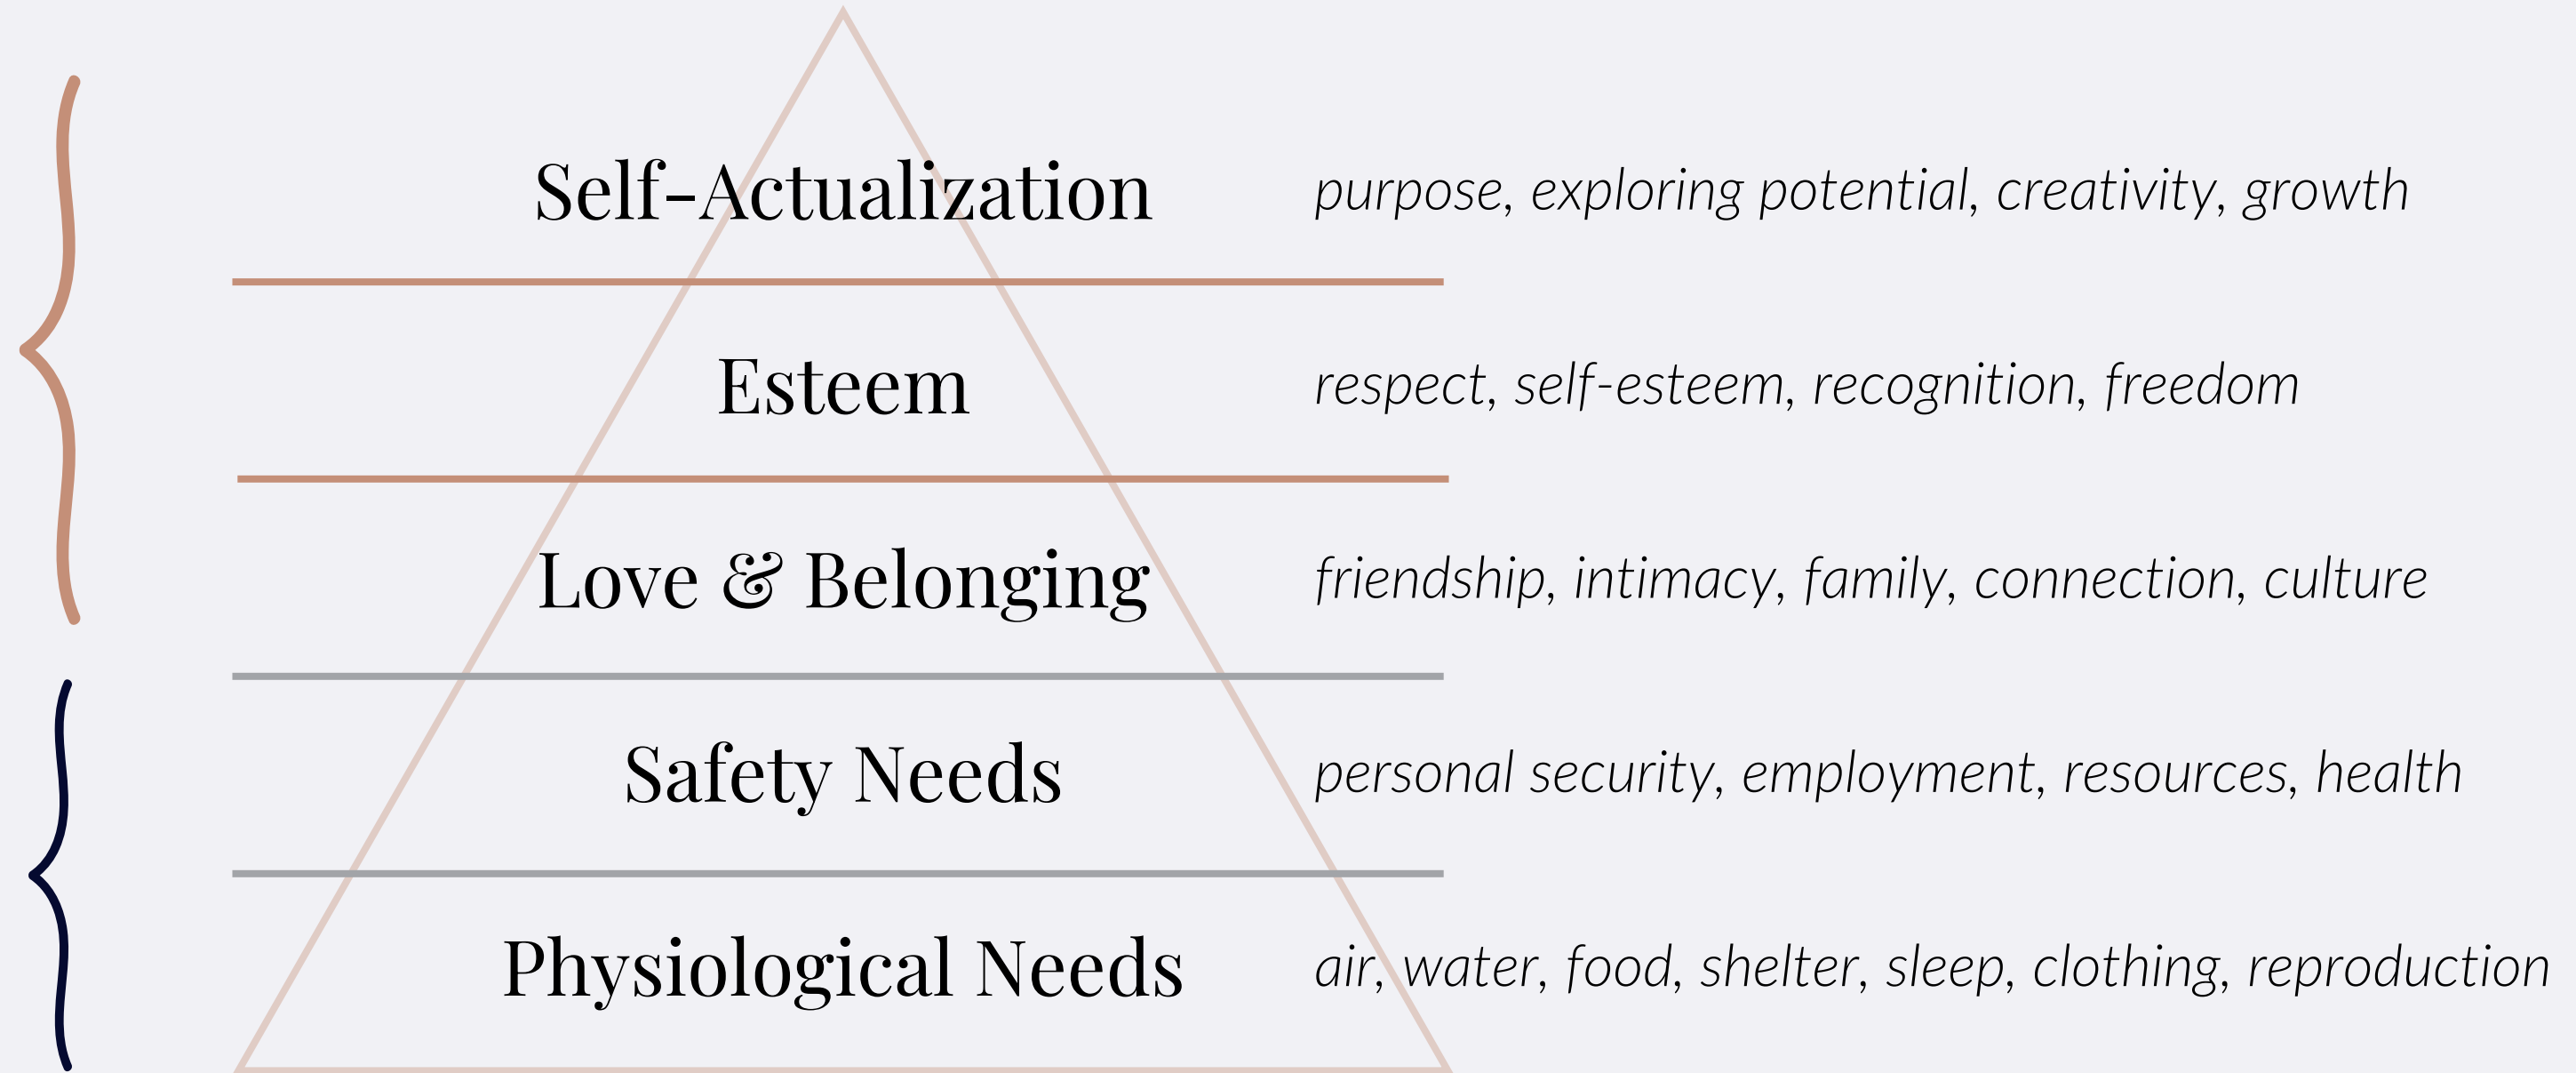 Self-Actualization
purpose, exploring potential, creativity, growth
Esteem
respect, self-esteem, recognition, freedom
Love & Belonging
friendship, intimacy, family, connection, culture
Safety Needs
personal security, employment, resources, health
Physiological Needs
air, water, food, shelter, sleep, clothing, reproduction